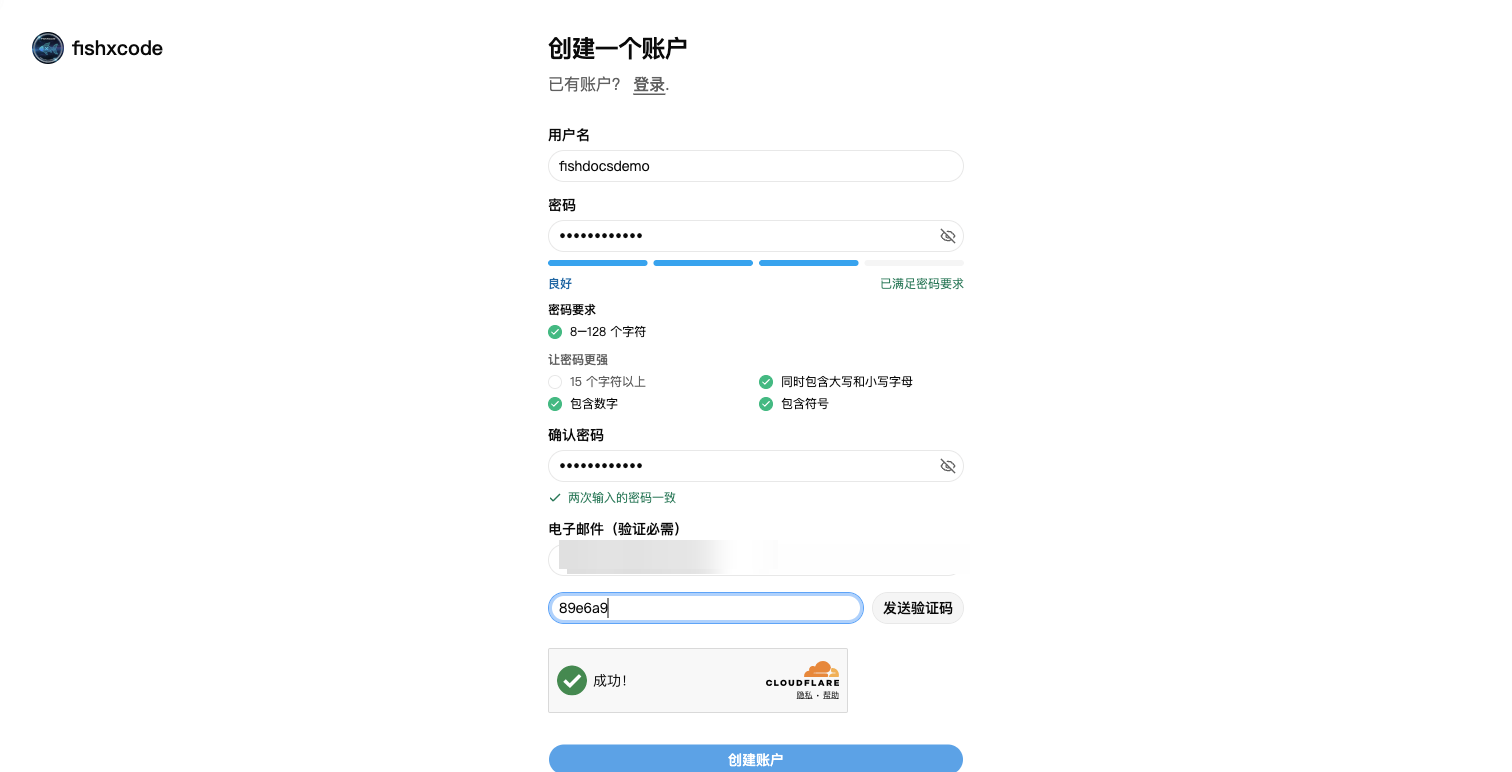 fishxcode
创建一个账户
已有账户? 登录.
用户名
fishdocsdemo
密码
••••••••••••
良好 已满足密码要求
密码要求
8–128 个字符
让密码更强
15 个字符以上 同时包含大写和小写字母
包含数字 包含符号
确认密码
••••••••••••
两次输入的密码一致
电子邮件（验证必需）
89e6a9 发送验证码
成功！
CLOUDFLARE
隐私 · 帮助
创建账户